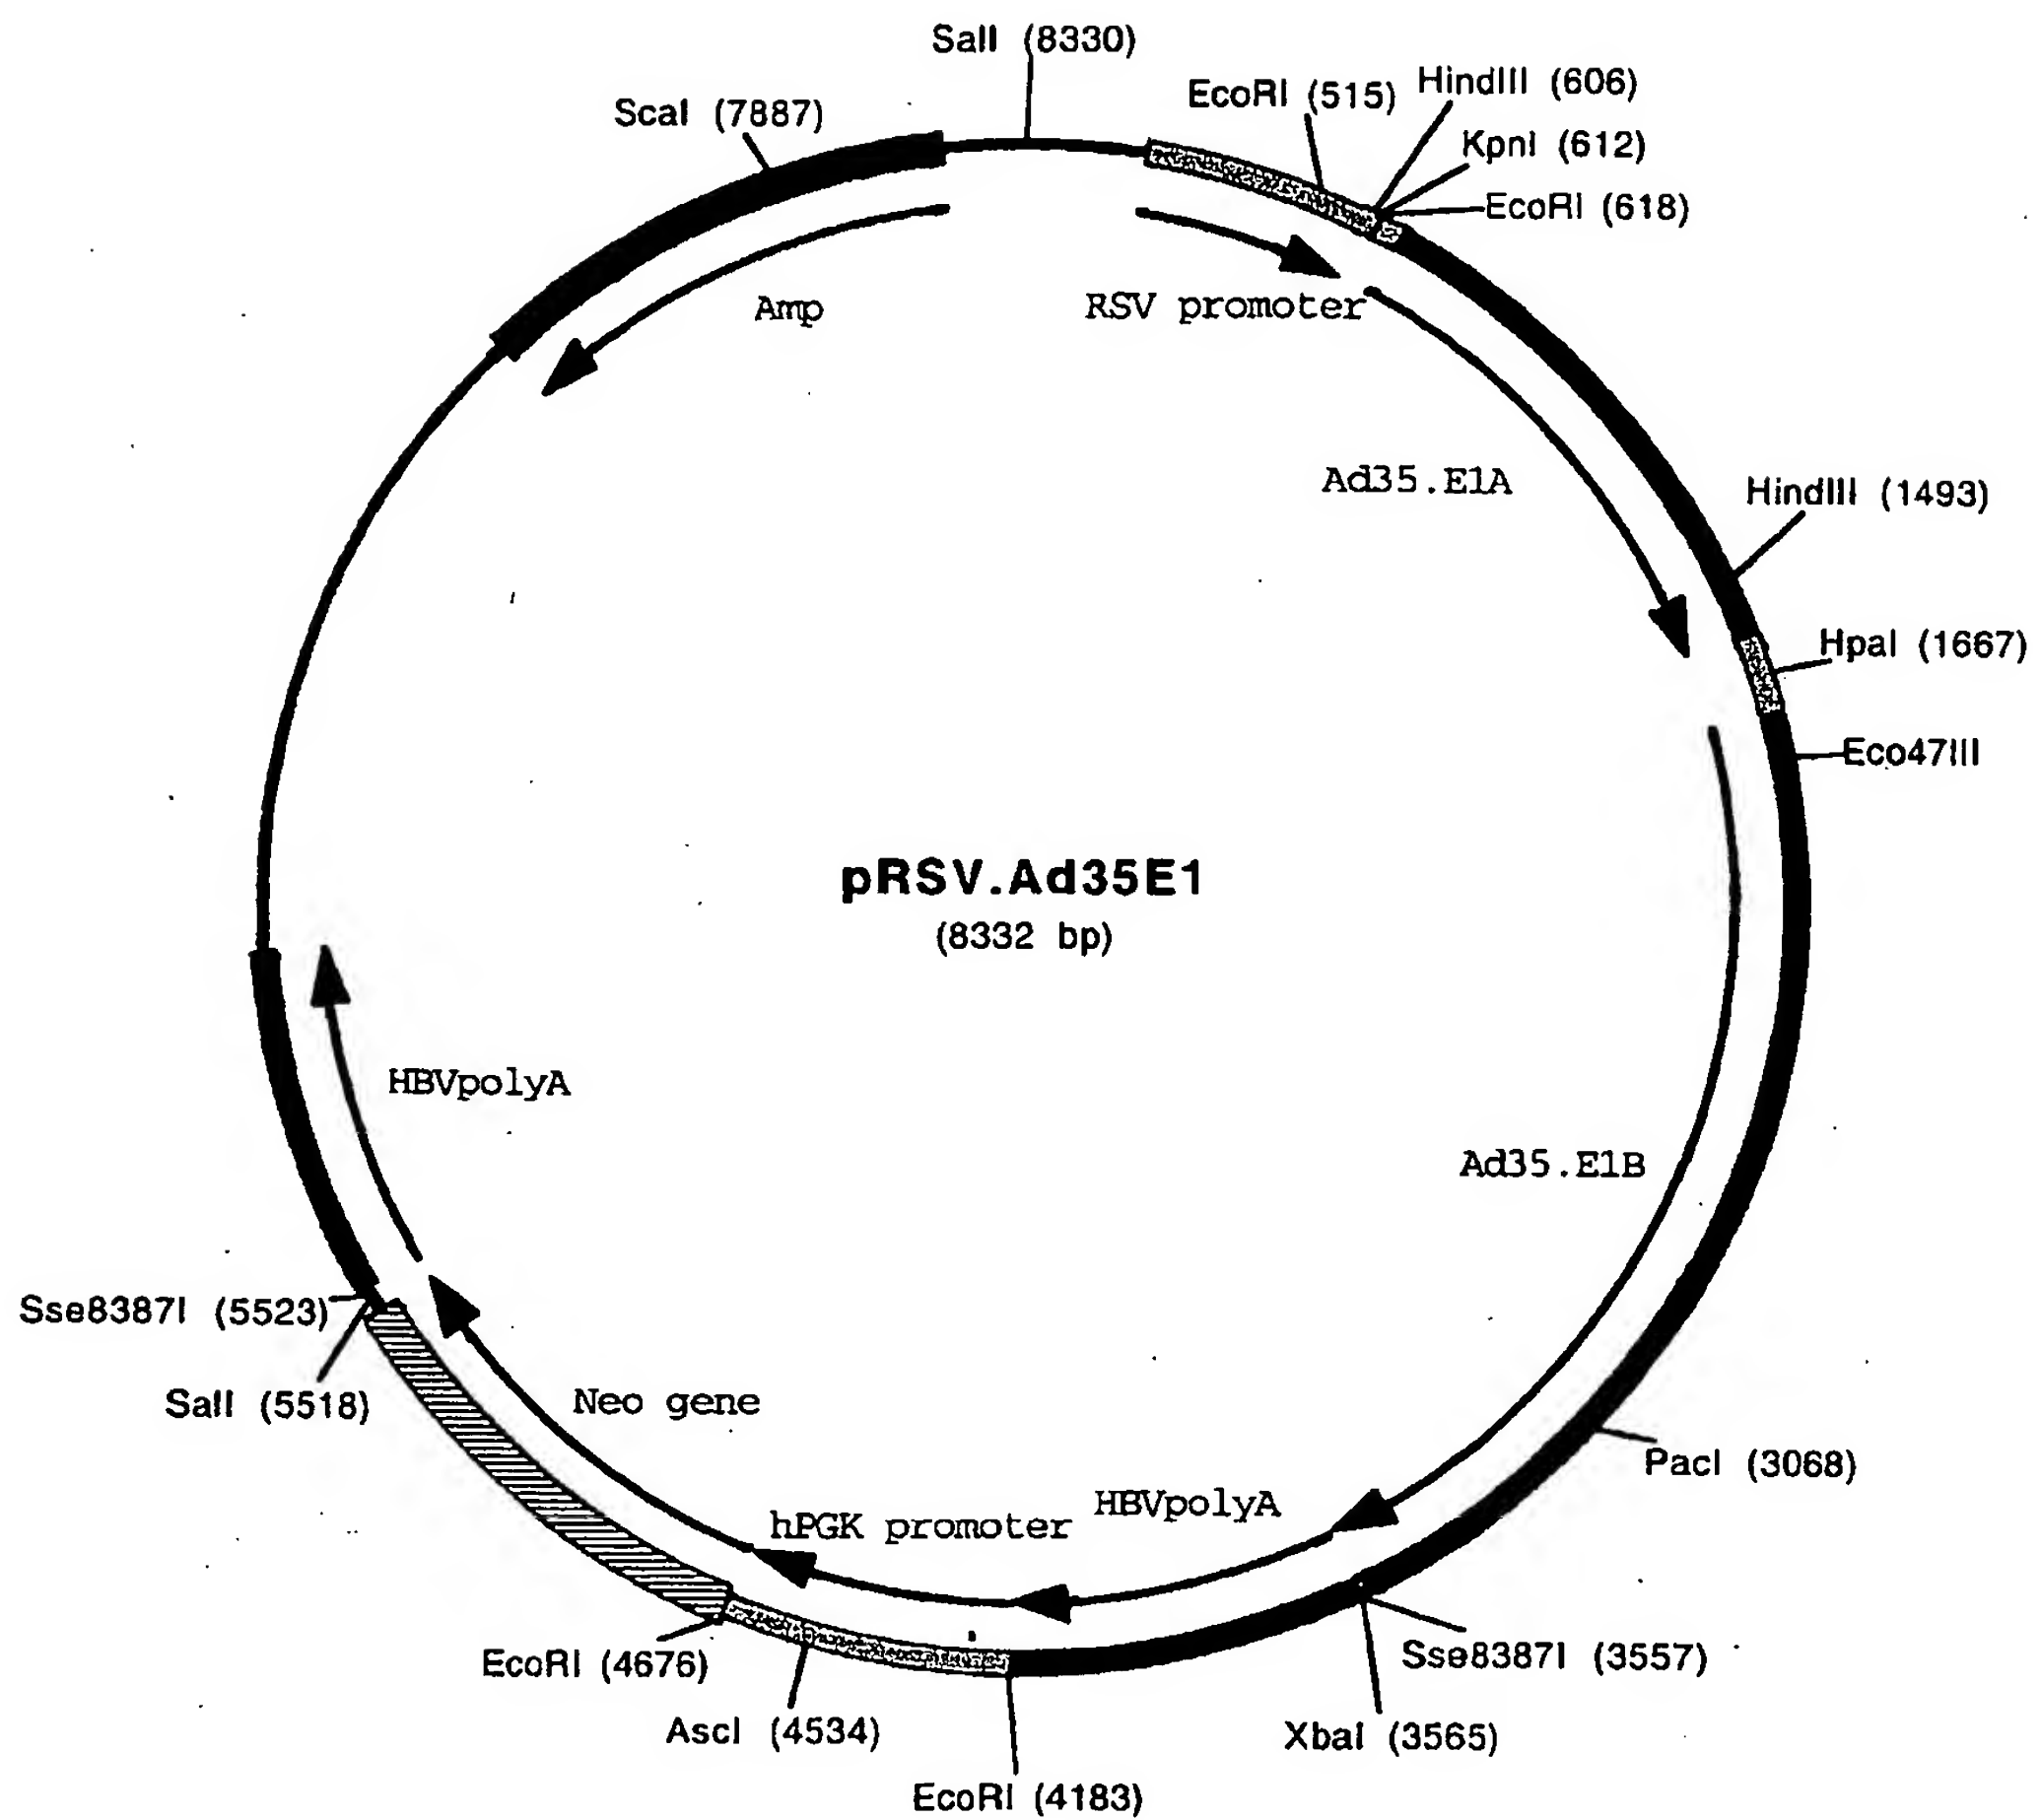 SalI (8330)
ScaI (7887)
EcoRI (515)
HindIII (606)
KpnI (612)
EcoRI (618)
Amp
RSV promoter
Ad35.E1A
HindIII (1493)
HpaI (1667)
Eco47III
pRSV.Ad35E1
(8332 bp)
HBVpolyA
Ad35.E1B
Sse8387I (5523)
SalI (5518)
Neo gene
PacI (3068)
HBVpolyA
hPGK promoter
EcoRI (4676)
Sse8387I (3557)
AscI (4534)
XbaI (3565)
EcoRI (4183)